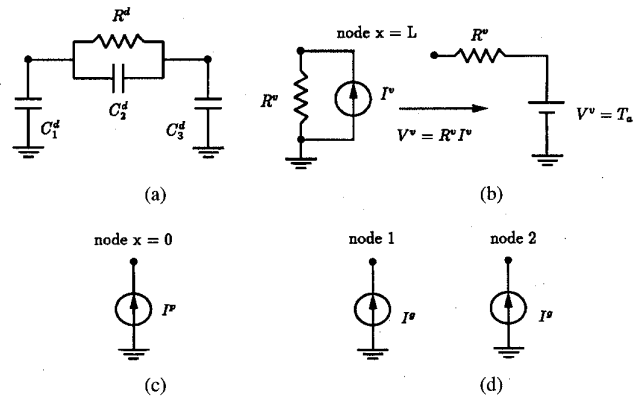 R^d
C_1^d
C_2^d
C_3^d
(a)
node x = L
R^v
I^v
V^v = R^v I^v
R^v
V^v = T_a
(b)
node x = 0
I^p
(c)
node 1
I^g
node 2
I^g
(d)